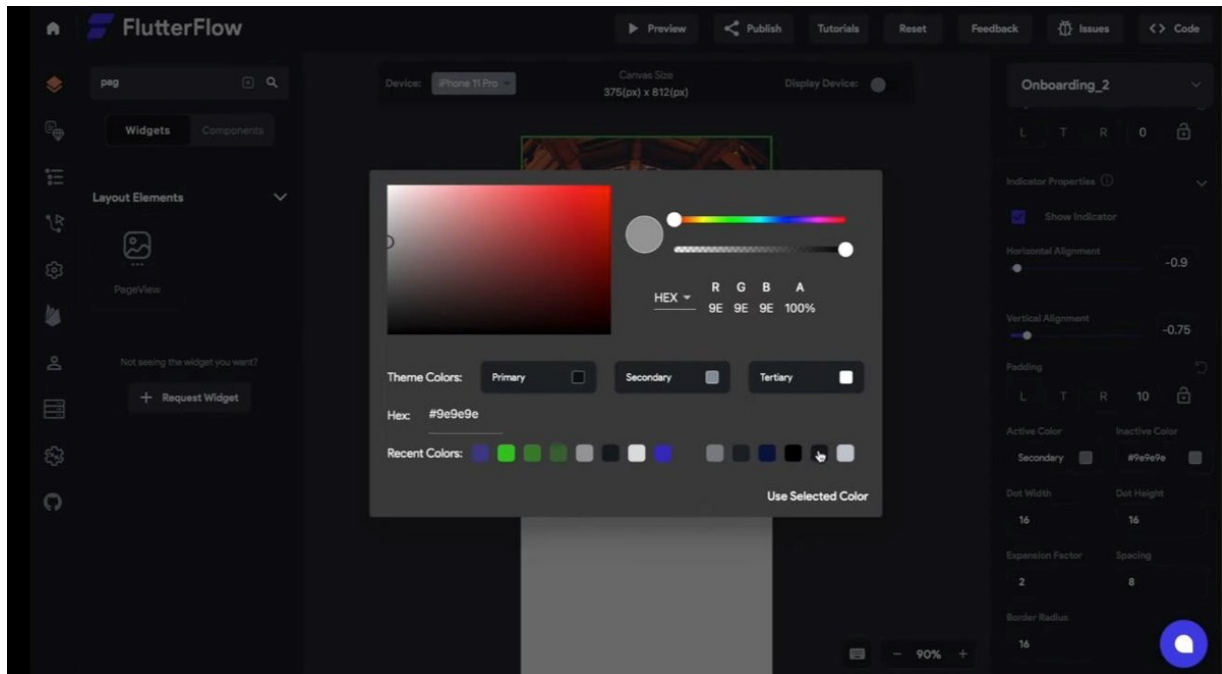 FlutterFlow
Preview
Publish
Tutorials
Reset
Feedback
Issues
<> Code
peg
Device:
iPhone 11 Pro
Canvas Size
375(px) x 812(px)
Display Device:
Onboarding_2
Widgets
Components
L T R 0
Layout Elements
Indicator Properties
Show Indicator
PageView
Horizontal Alignment
-0.9
HEX
R G B A
9E 9E 9E 100%
Vertical Alignment
-0.75
Not seeing the widget you want?
+ Request Widget
Theme Colors:
Primary
Secondary
Tertiary
Padding
L T R 10
Hex: #9e9e9e
Active Color
Inactive Color
Secondary
#9e9e9e
Recent Colors:
Use Selected Color
Dot Width
Dot Height
16
16
Expansion Factor
Spacing
2
8
Border Radius
16
- 90% +